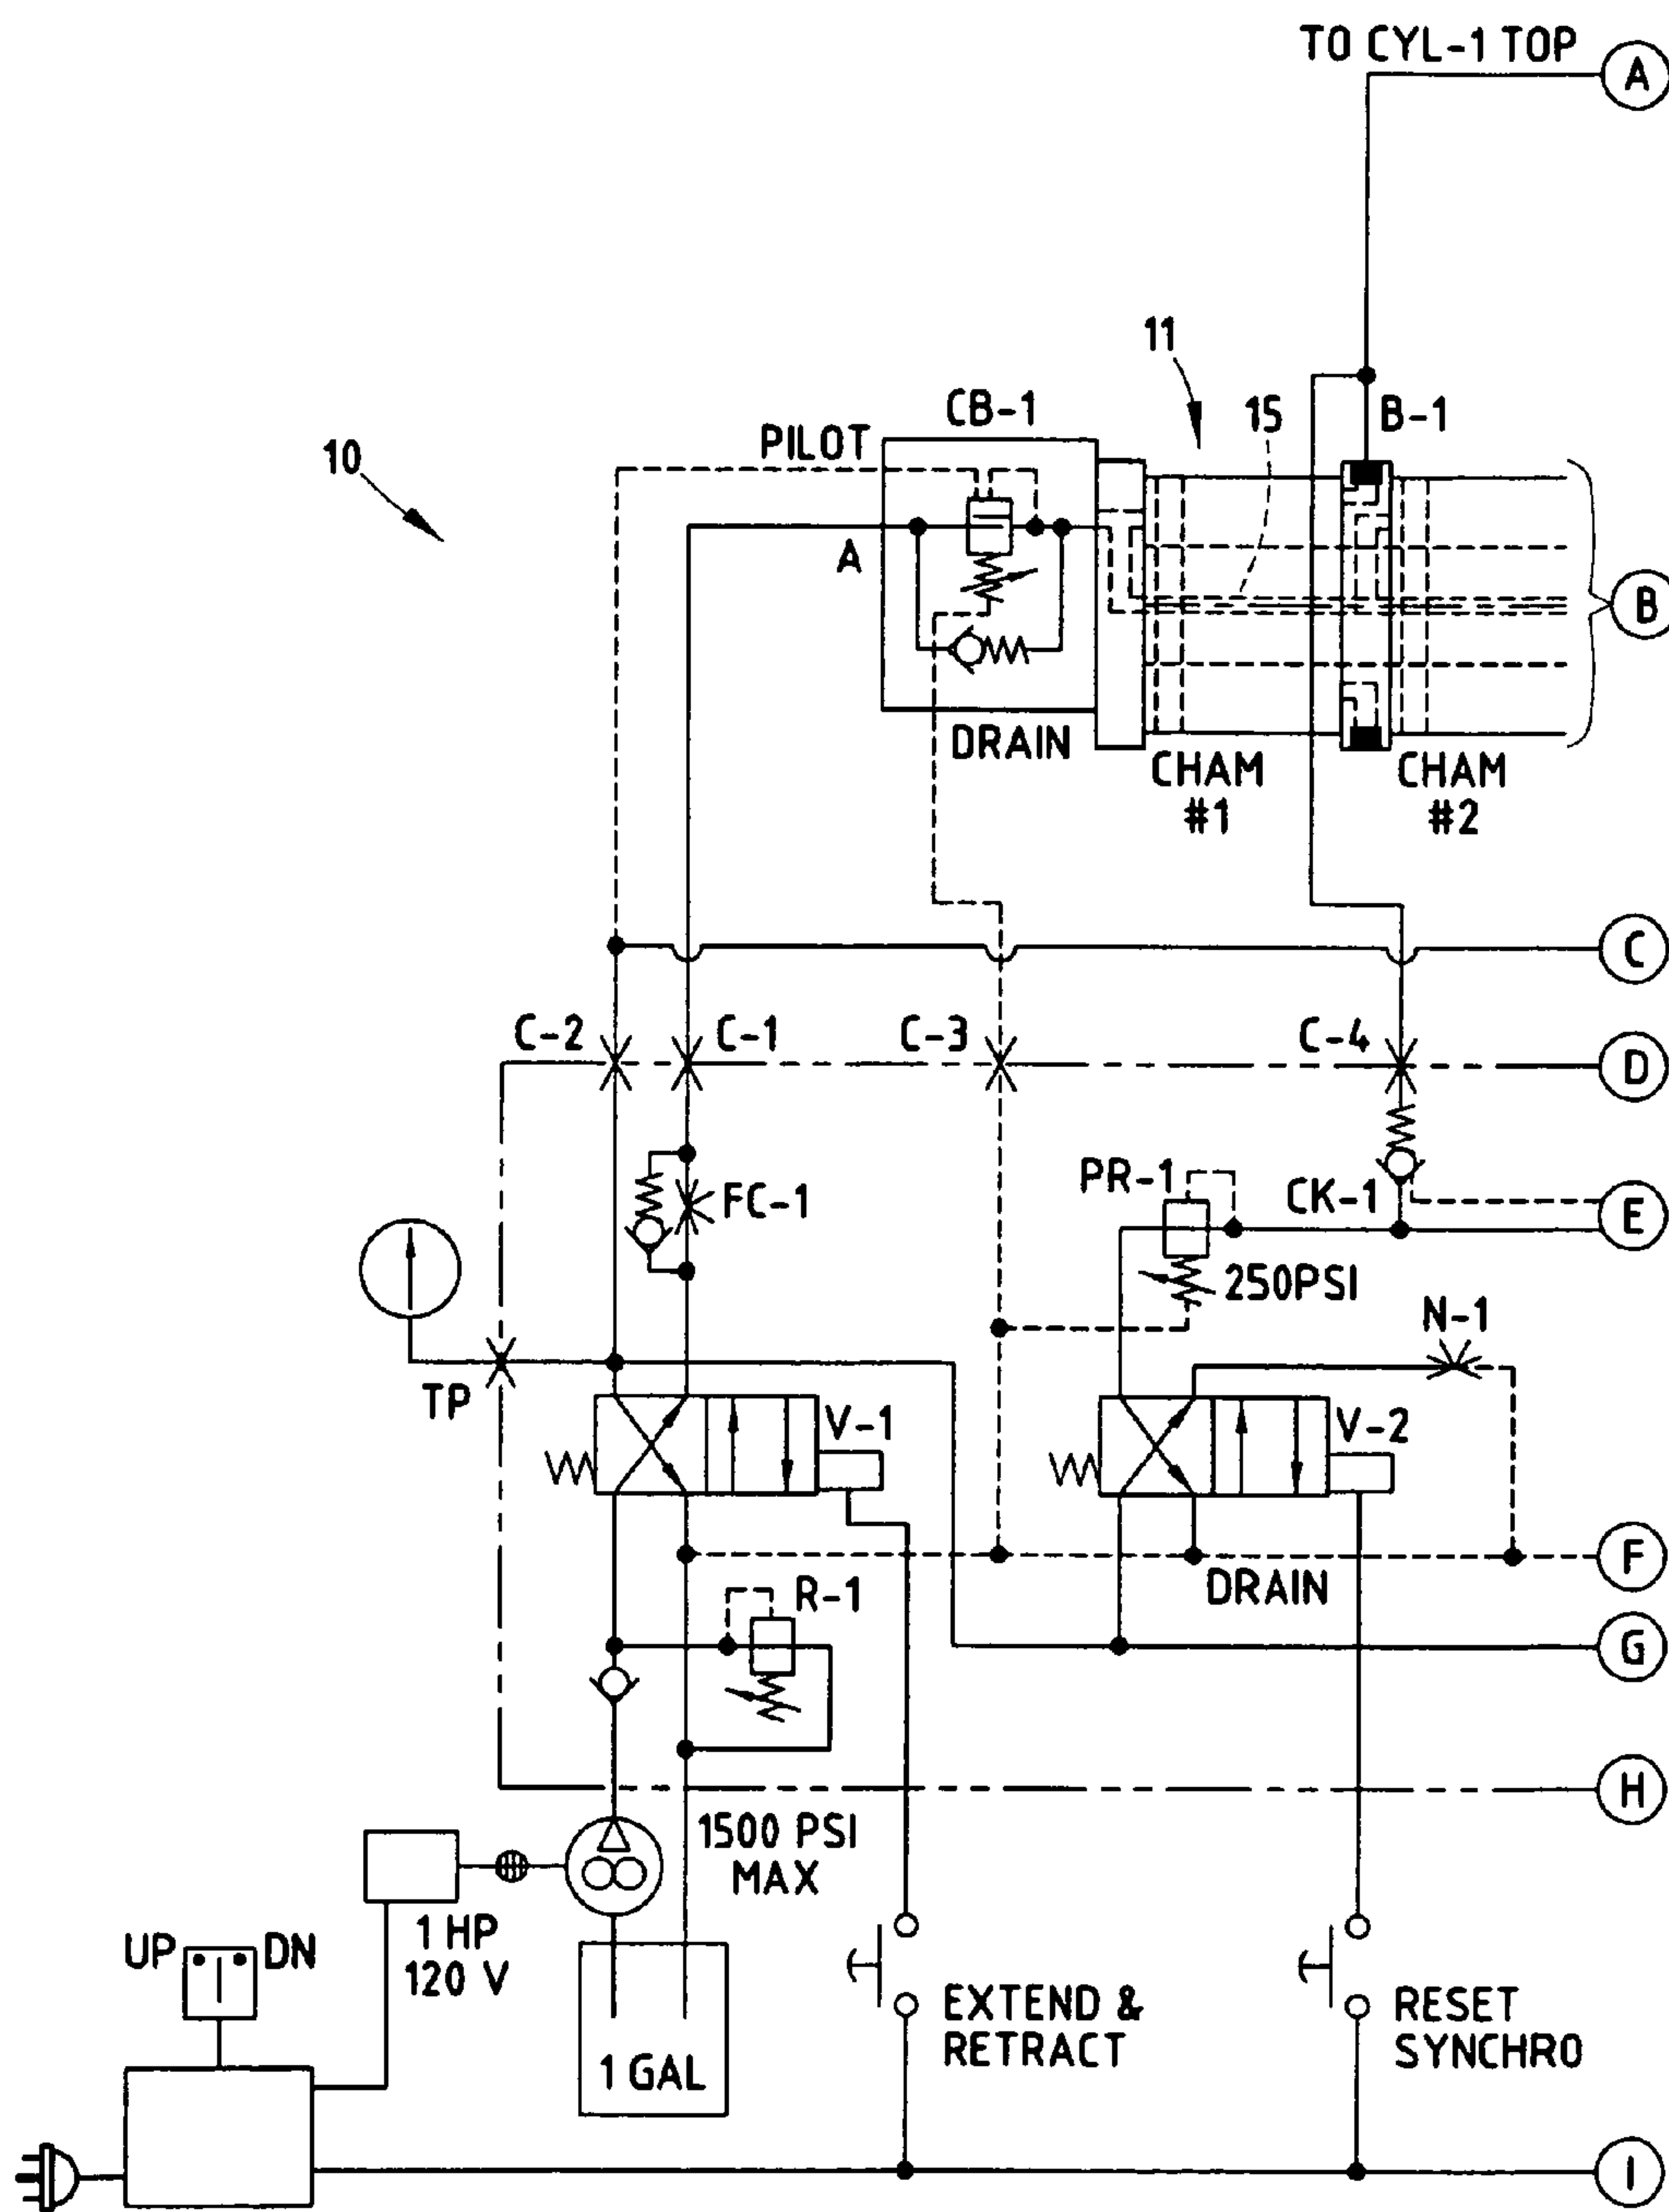 TO CYL-1 TOP
A
11
CB-1
15
B-1
PILOT
10
A
B
DRAIN
CHAM
#1
CHAM
#2
C
C-2
C-1
C-3
C-4
D
PR-1
CK-1
FC-1
E
250PSI
N-1
TP
V-1
V-2
F
DRAIN
R-1
G
H
1500 PSI
MAX
1 HP
120 V
UP
DN
EXTEND &
RETRACT
RESET
SYNCHRO
1 GAL
I